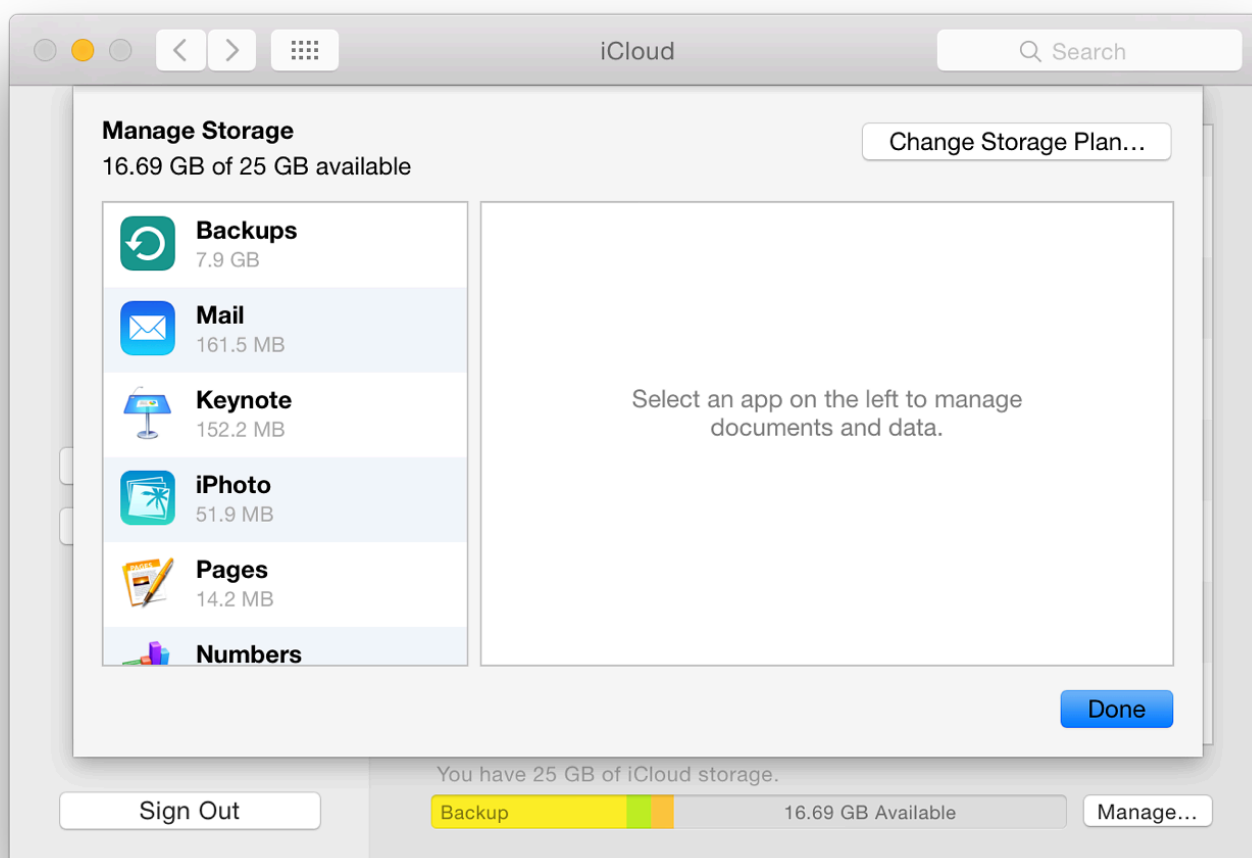 iCloud
Search
Manage Storage
16.69 GB of 25 GB available
Change Storage Plan...
Backups
7.9 GB
Mail
161.5 MB
Keynote
152.2 MB
iPhoto
51.9 MB
PAGES
Pages
14.2 MB
Numbers
Select an app on the left to manage
documents and data.
Done
You have 25 GB of iCloud storage.
Sign Out
Backup
16.69 GB Available
Manage...